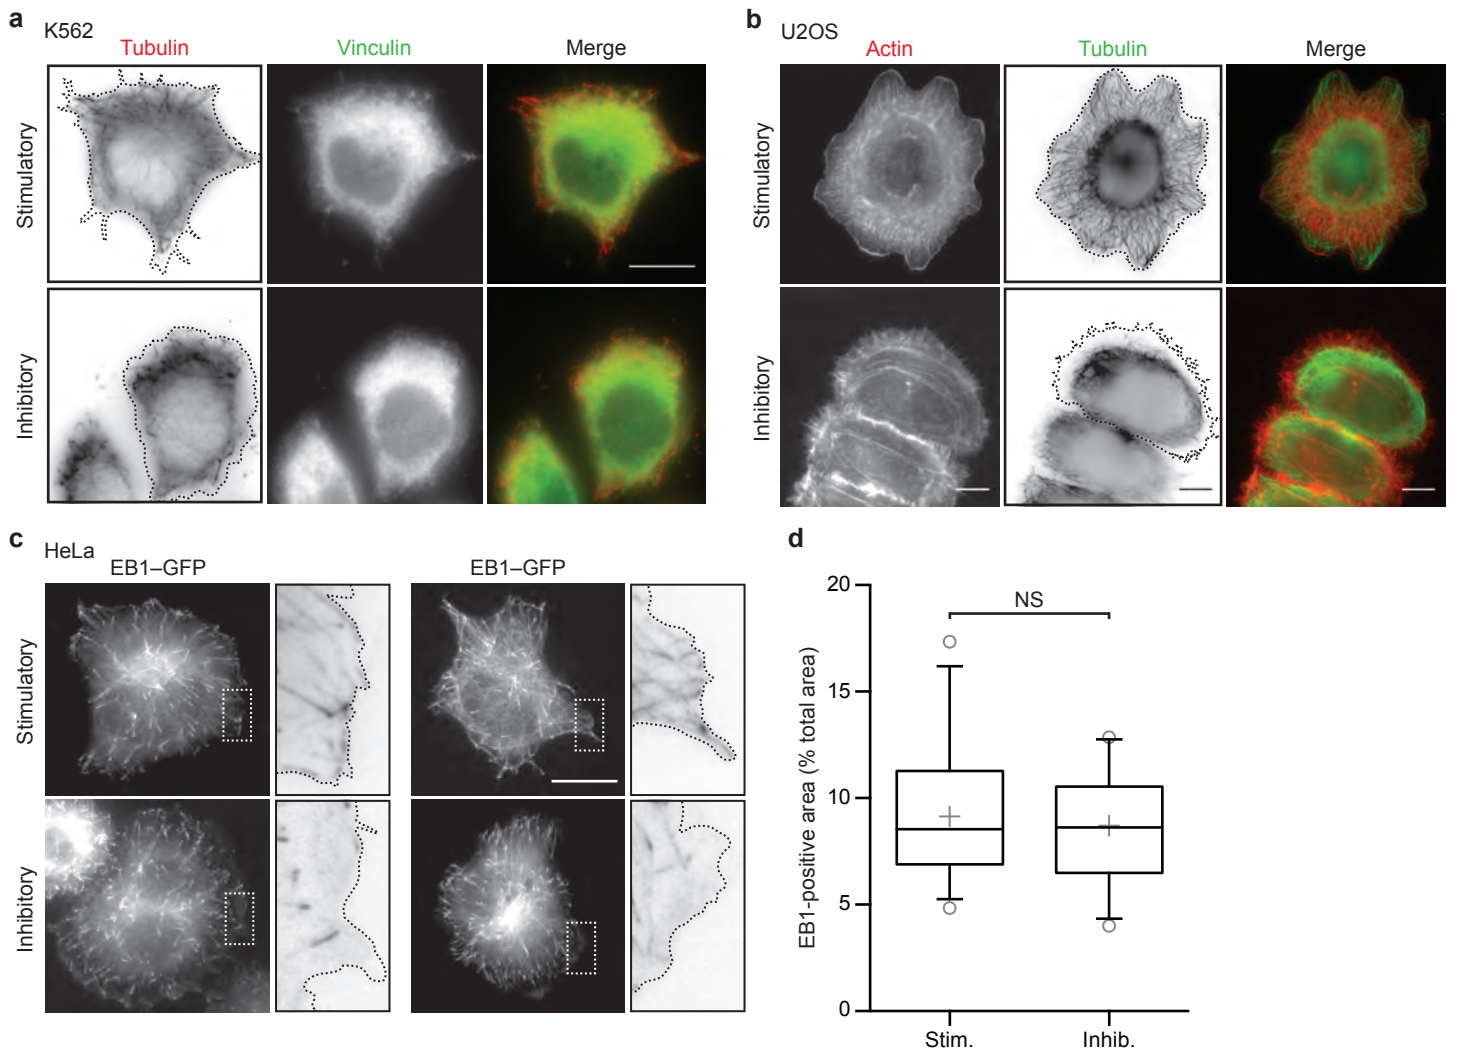 a
K562
Tubulin
Vinculin
Merge
Stimulatory
Inhibitory
b
U2OS
Actin
Tubulin
Merge
Stimulatory
Inhibitory
c
HeLa
EB1–GFP
EB1–GFP
Stimulatory
Inhibitory
d
EB1-positive area (% total area)
20
15
10
5
0
NS
Stim.
Inhib.